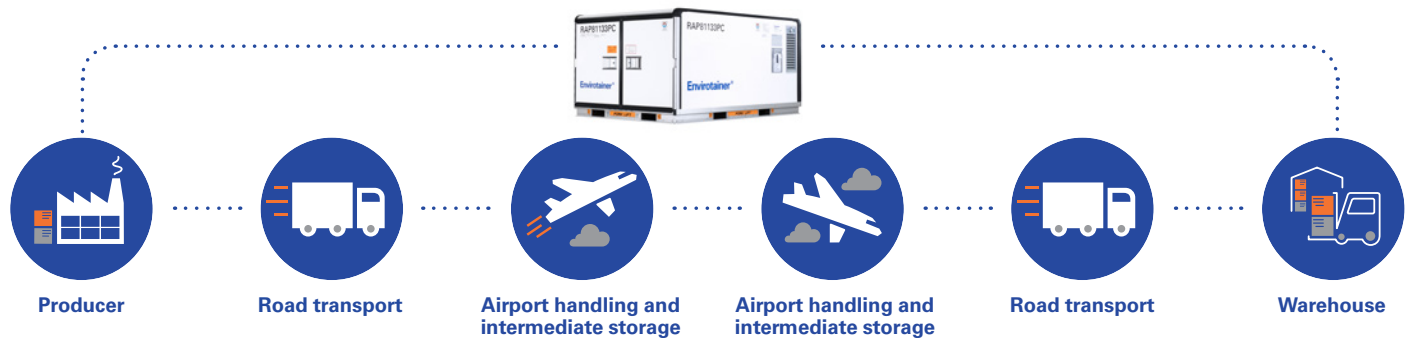 RAP81133PC
RAP81133PC
Envirotainer
Envirotainer
Producer
Road transport
Airport handling and
intermediate storage
Airport handling and
intermediate storage
Road transport
Warehouse